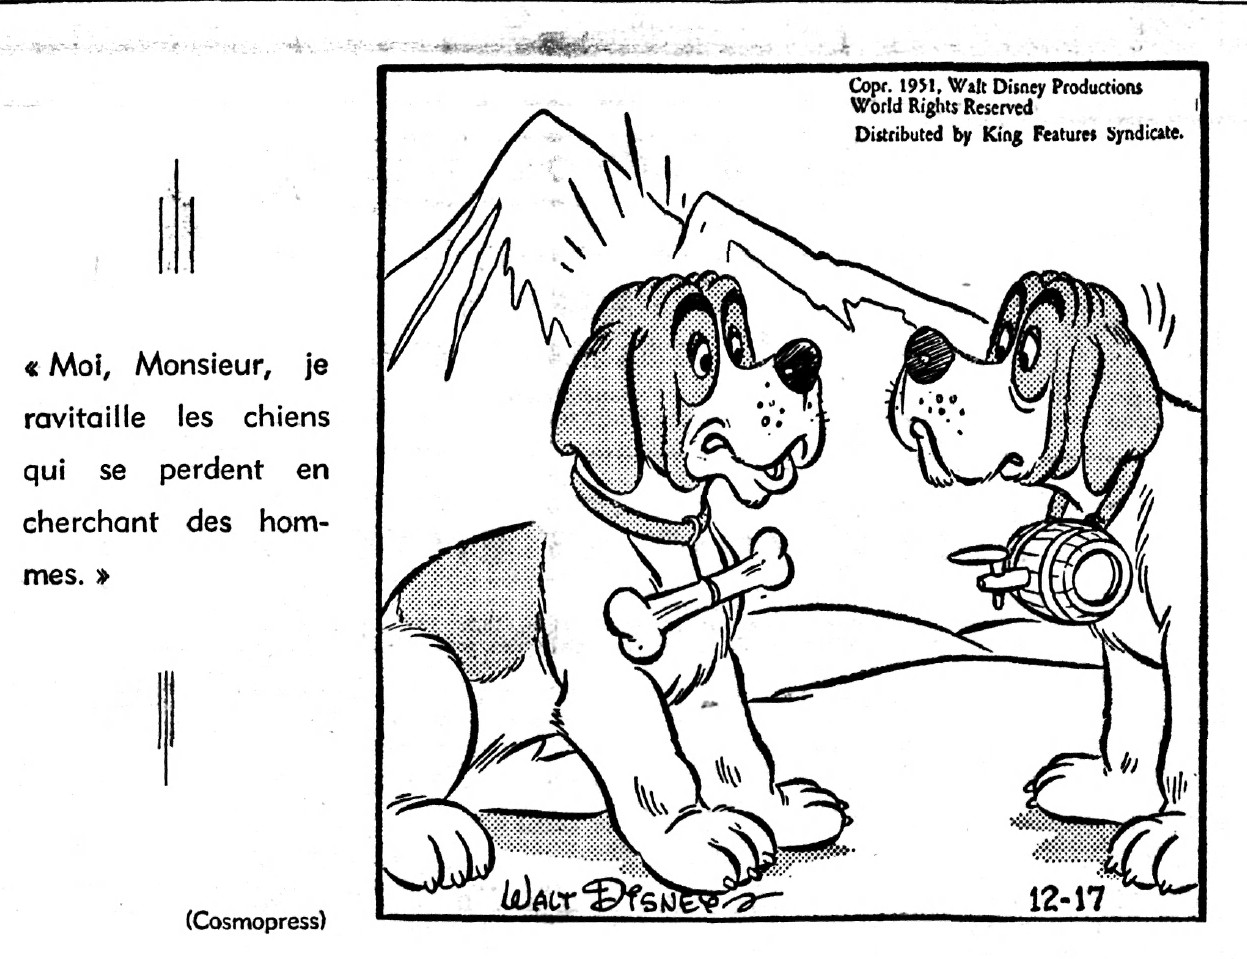 « Moi, Monsieur, je
ravitaille les chiens
qui se perdent en
cherchant des hom-
mes. »
(Cosmopress)
Copr. 1951, Walt Disney Productions
World Rights Reserved
Distributed by King Features Syndicate.
WALT DISNEY
12-17